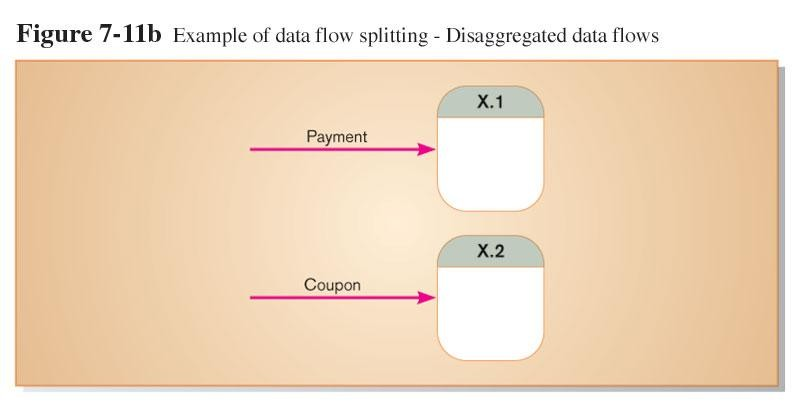 Figure 7-11b Example of data flow splitting - Disaggregated data flows
X.1
Payment
X.2
Coupon